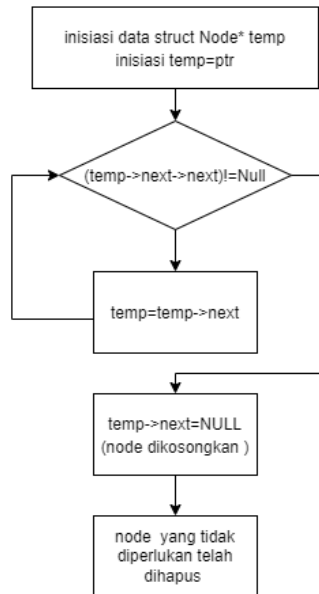 inisiasi data struct Node* temp
inisiasi temp=ptr
(temp->next->next)!=Null
temp=temp->next
temp->next=NULL
(node dikosongkan )
node yang tidak
diperlukan telah
dihapus